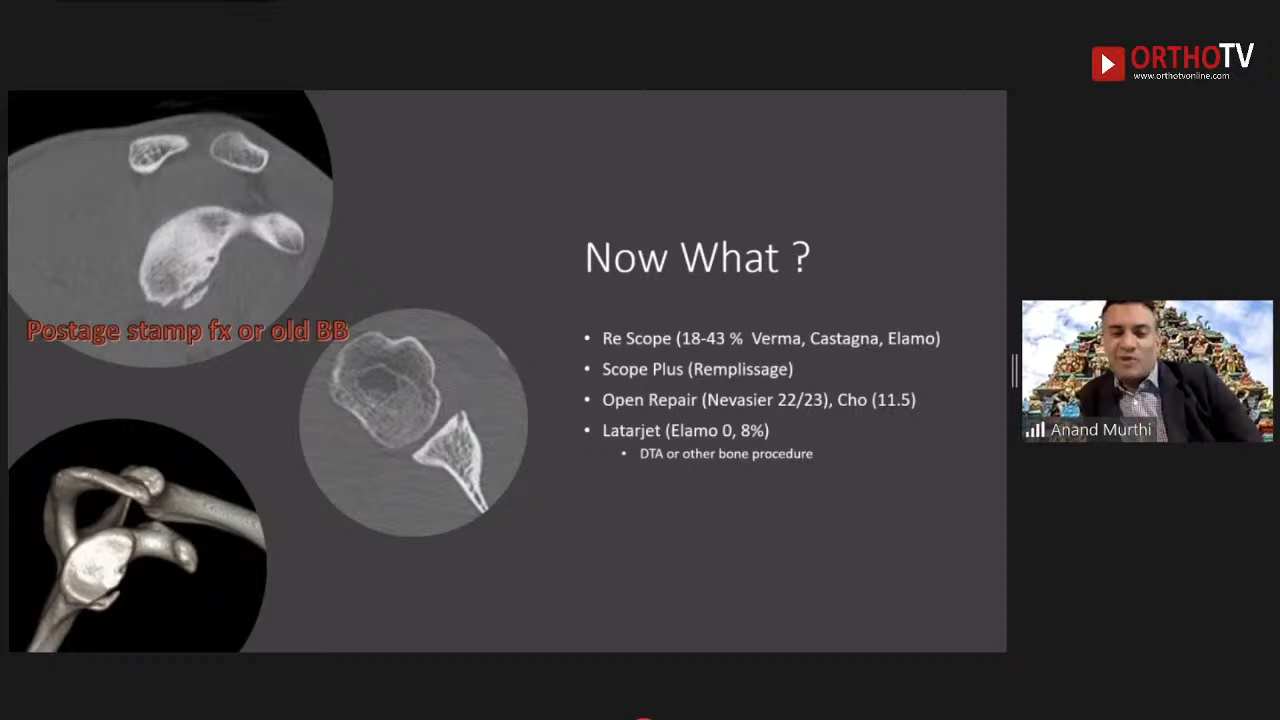 ORTHOTV
www.orthotvonline.com
Postage stamp fx or old BB
Now What ?
• Re Scope (18-43 % Verma, Castagna, Elamo)
• Scope Plus (Remplissage)
• Open Repair (Nevasier 22/23), Cho (11.5)
• Latarjet (Elamo 0, 8%)
• DTA or other bone procedure
Anand Murthi